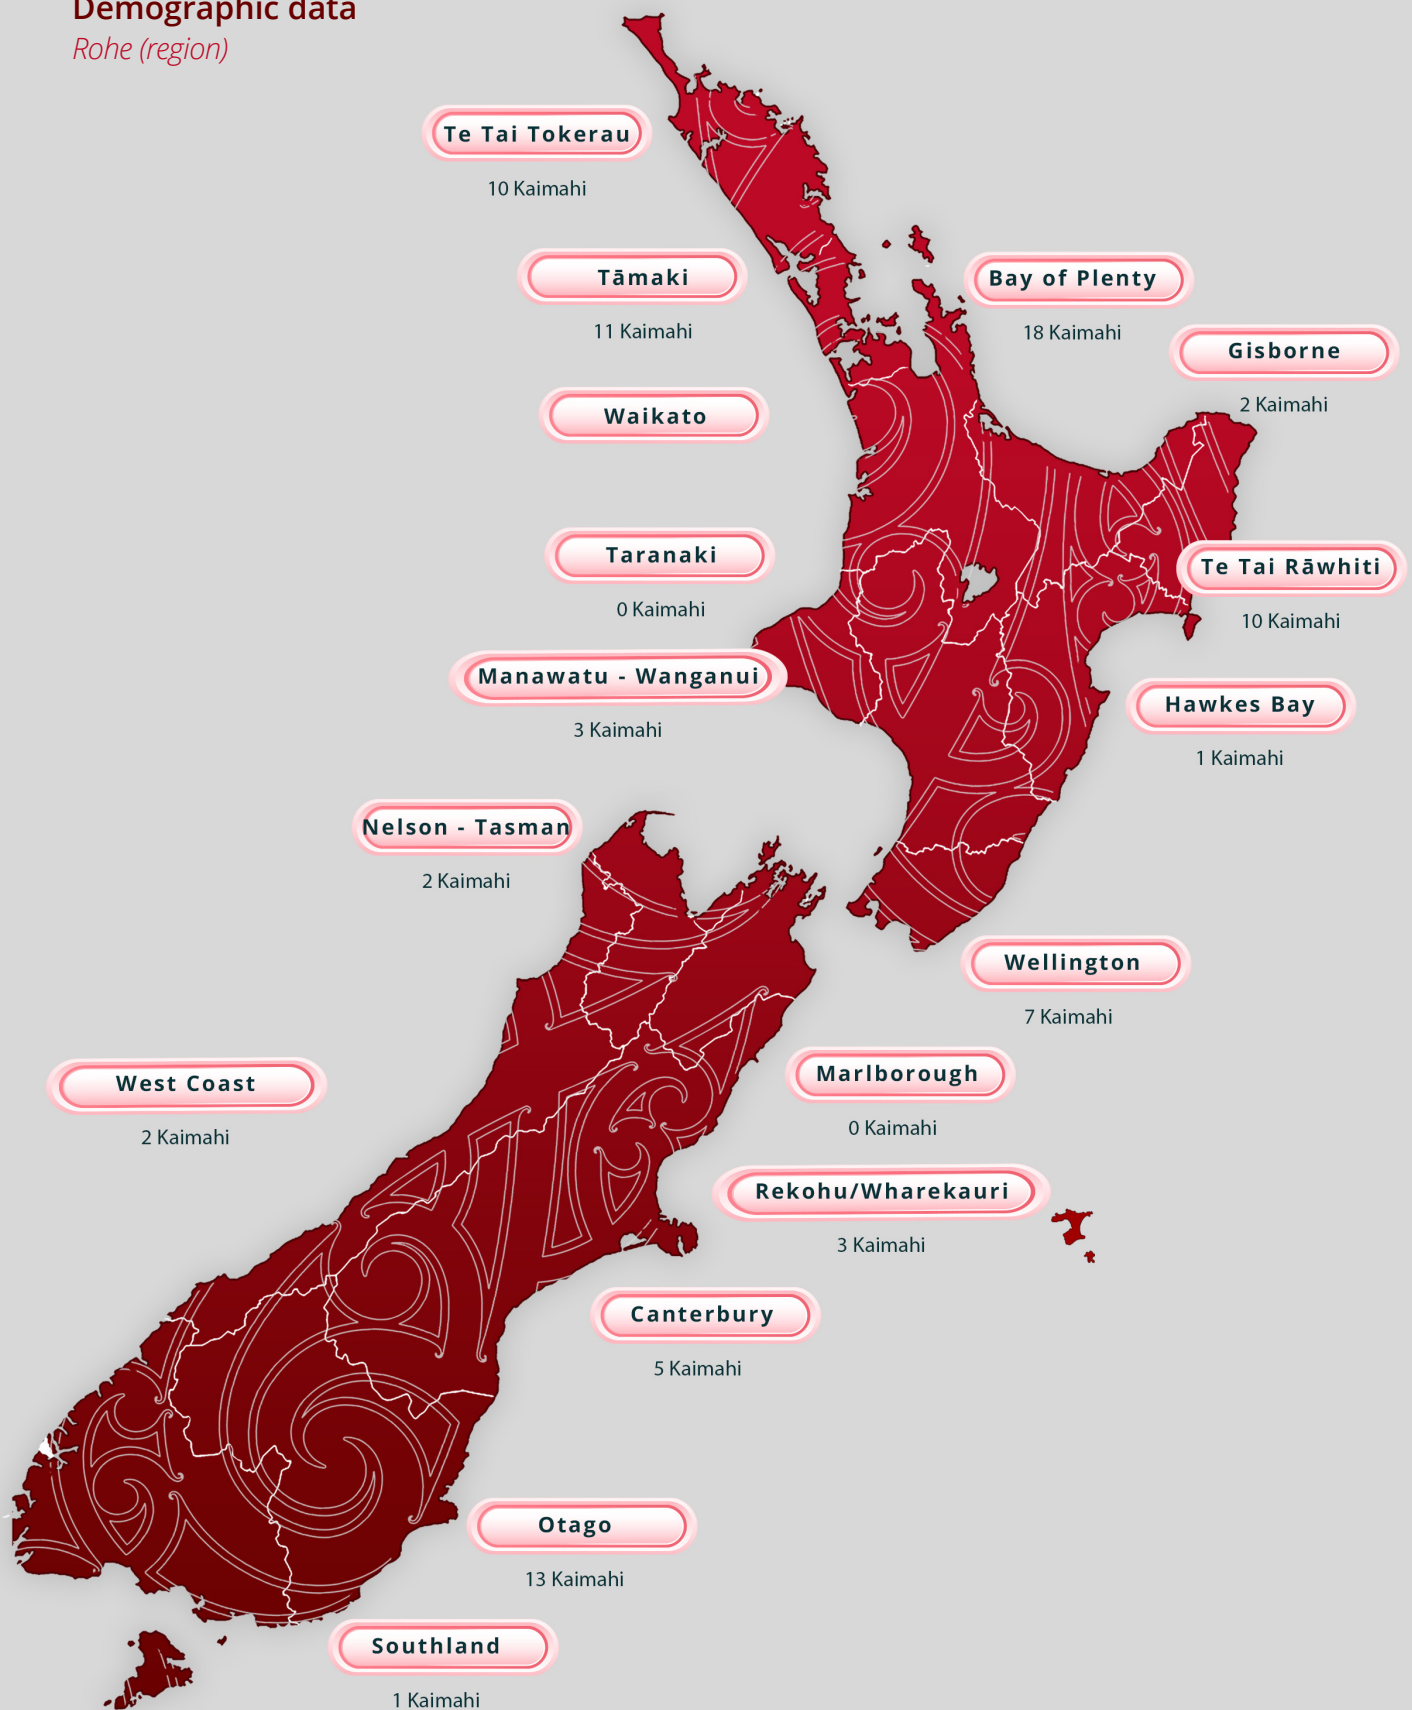 Demographic data
Rohe (region)
Te Tai Tokerau
10 Kaimahi
Tāmaki
11 Kaimahi
Bay of Plenty
18 Kaimahi
Gisborne
2 Kaimahi
Waikato
Taranaki
0 Kaimahi
Te Tai Rāwhiti
10 Kaimahi
Manawatu - Wanganui
3 Kaimahi
Hawkes Bay
1 Kaimahi
Nelson - Tasman
2 Kaimahi
Wellington
7 Kaimahi
West Coast
2 Kaimahi
Marlborough
0 Kaimahi
Rekohu/Wharekauri
3 Kaimahi
Canterbury
5 Kaimahi
Otago
13 Kaimahi
Southland
1 Kaimahi